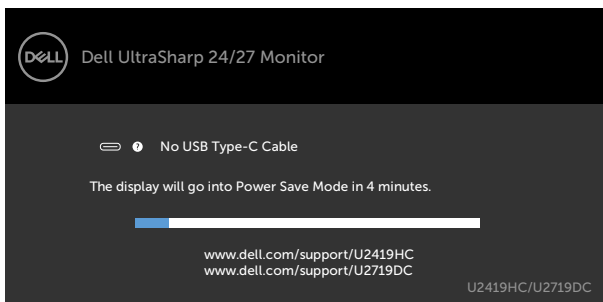 DELL
Dell UltraSharp 24/27 Monitor
? No USB Type-C Cable
The display will go into Power Save Mode in 4 minutes.
www.dell.com/support/U2419HC
www.dell.com/support/U2719DC
U2419HC/U2719DC